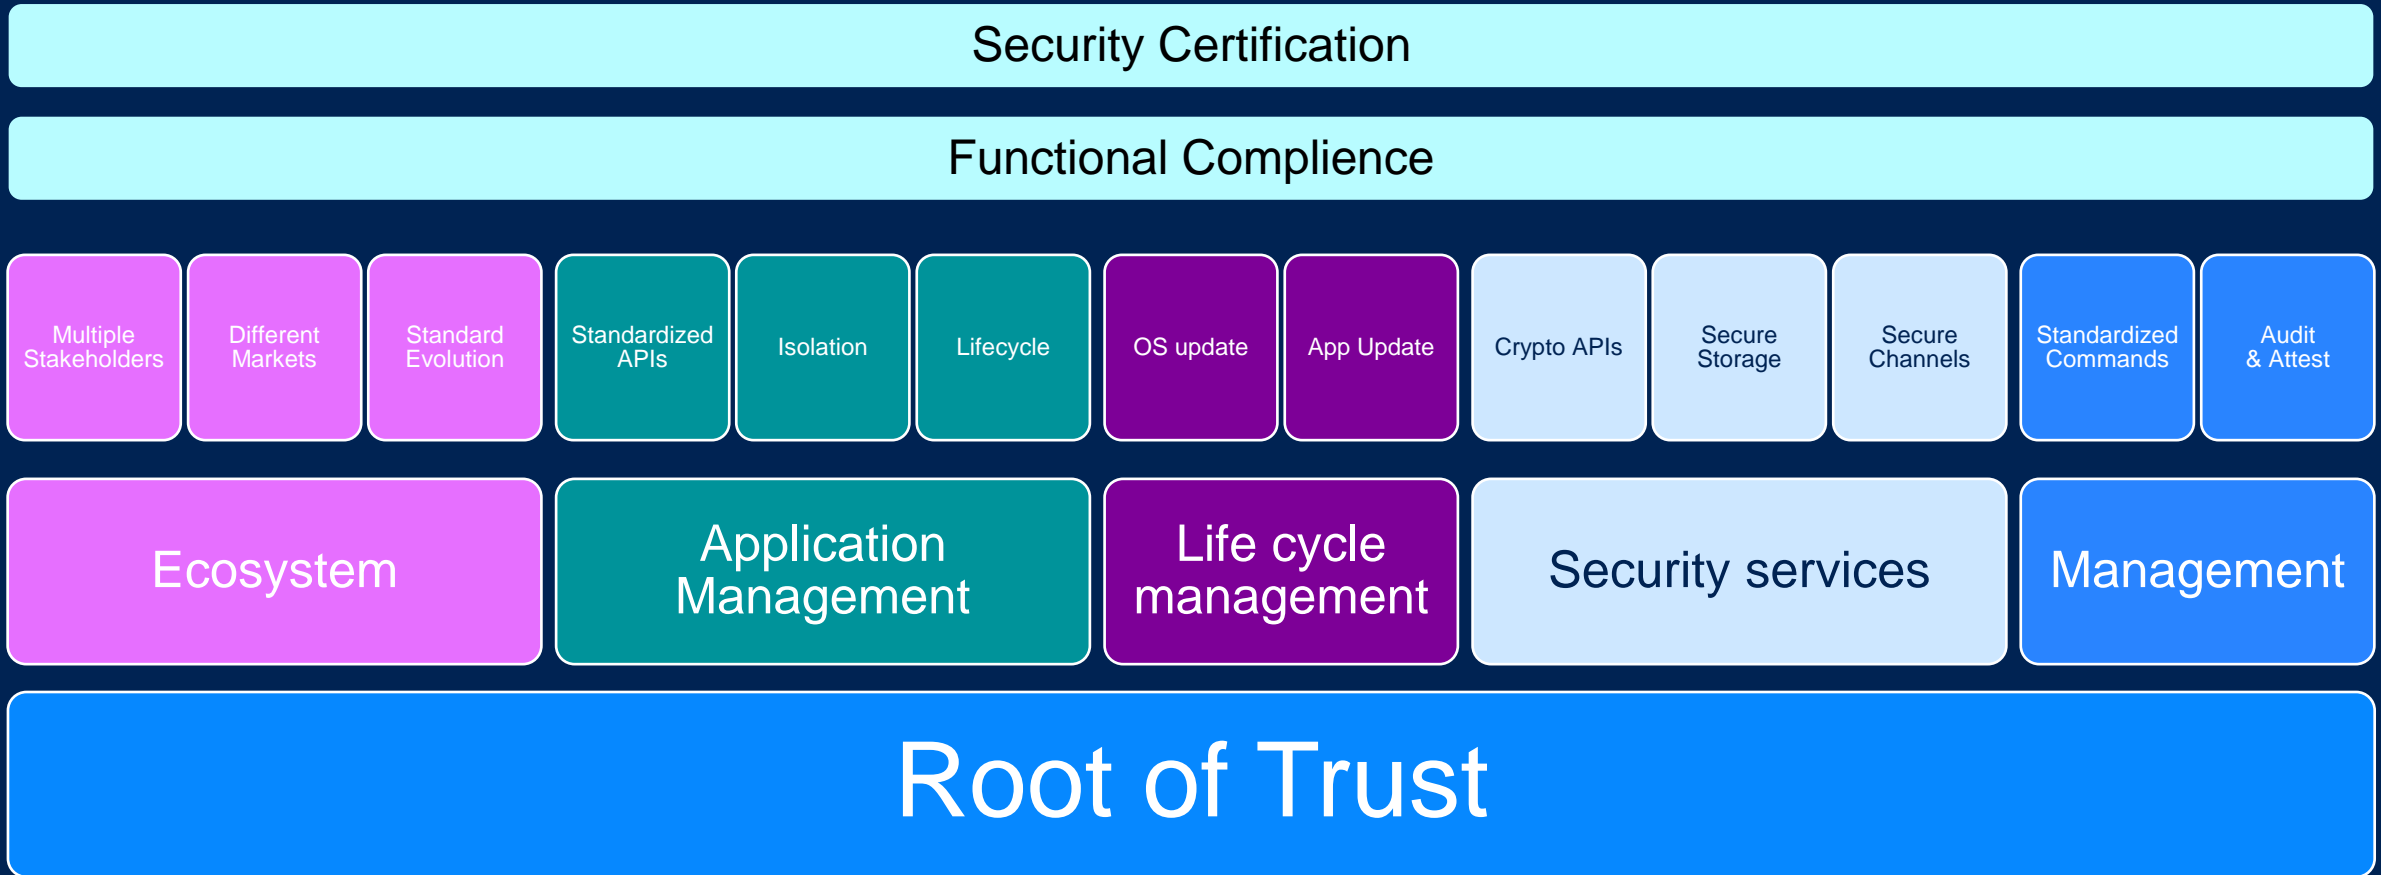 Security Certification
Functional Complience
Multiple
Stakeholders
Different
Markets
Standard
Evolution
Standardized
APIs
Isolation
Lifecycle
OS update
App Update
Crypto APIs
Secure
Storage
Secure
Channels
Standardized
Commands
Audit
& Attest
Ecosystem
Application
Management
Life cycle
management
Security services
Management
Root of Trust